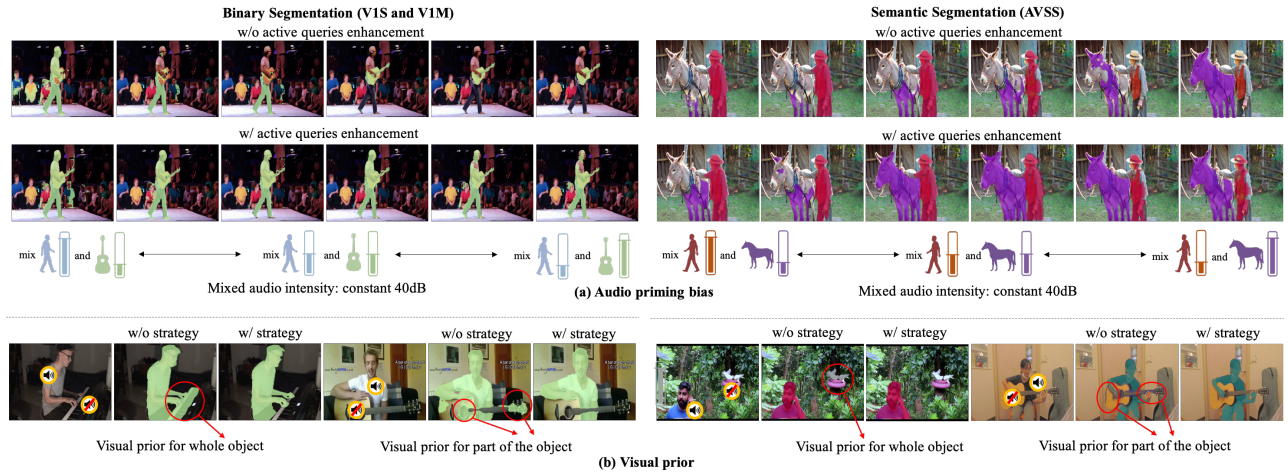 Binary Segmentation (V1S and V1M)
w/o active queries enhancement
w/ active queries enhancement
mix and
mix and
mix and
Mixed audio intensity: constant 40dB
Semantic Segmentation (AVSS)
w/o active queries enhancement
w/ active queries enhancement
mix and
mix and
mix and
Mixed audio intensity: constant 40dB
(a) Audio priming bias
w/o strategy w/ strategy w/o strategy w/ strategy
Visual prior for whole object Visual prior for part of the object
w/o strategy w/ strategy w/o strategy w/ strategy
Visual prior for whole object Visual prior for part of the object
(b) Visual prior